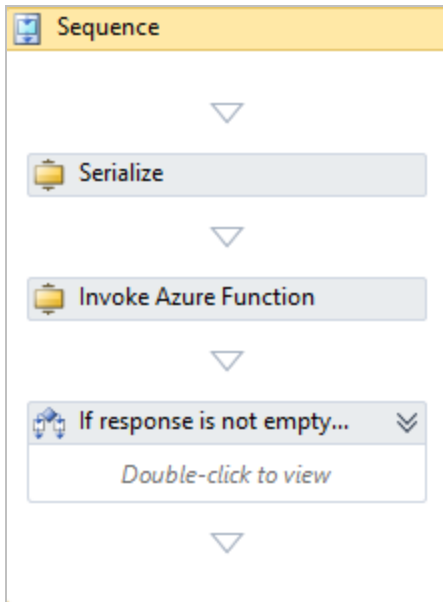 Sequence
Serialize
Invoke Azure Function
If response is not empty...
Double-click to view